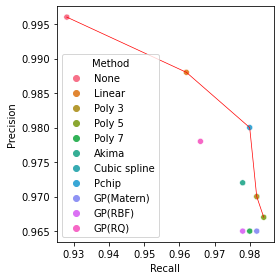 0.995
0.990
0.985
0.980
0.975
0.970
0.965
Precision
Method
None
Linear
Poly 3
Poly 5
Poly 7
Akima
Cubic spline
Pchip
GP(Matern)
GP(RBF)
GP(RQ)
0.93 0.94 0.95 0.96 0.97 0.98
Recall